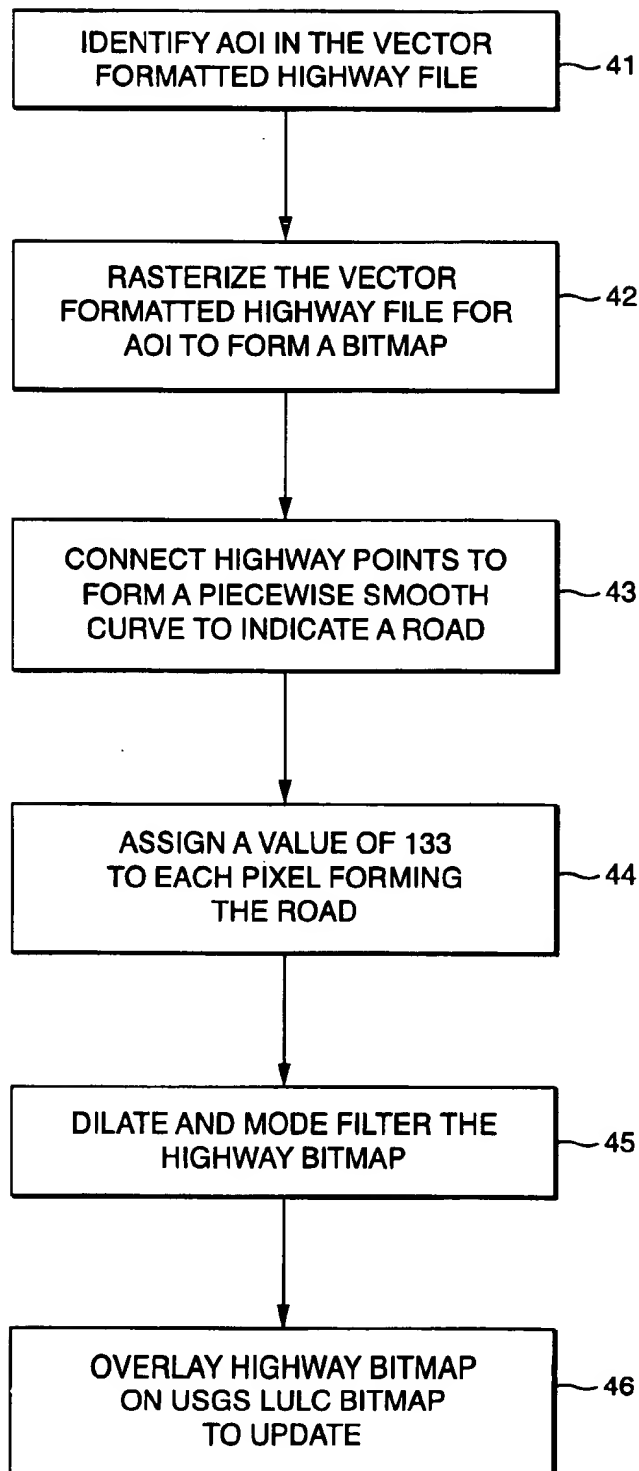 IDENTIFY AOI IN THE VECTOR
FORMATTED HIGHWAY FILE
41
RASTERIZE THE VECTOR
FORMATTED HIGHWAY FILE FOR
AOI TO FORM A BITMAP
42
CONNECT HIGHWAY POINTS TO
FORM A PIECEWISE SMOOTH
CURVE TO INDICATE A ROAD
43
ASSIGN A VALUE OF 133
TO EACH PIXEL FORMING
THE ROAD
44
DILATE AND MODE FILTER THE
HIGHWAY BITMAP
45
OVERLAY HIGHWAY BITMAP
ON USGS LULC BITMAP
TO UPDATE
46